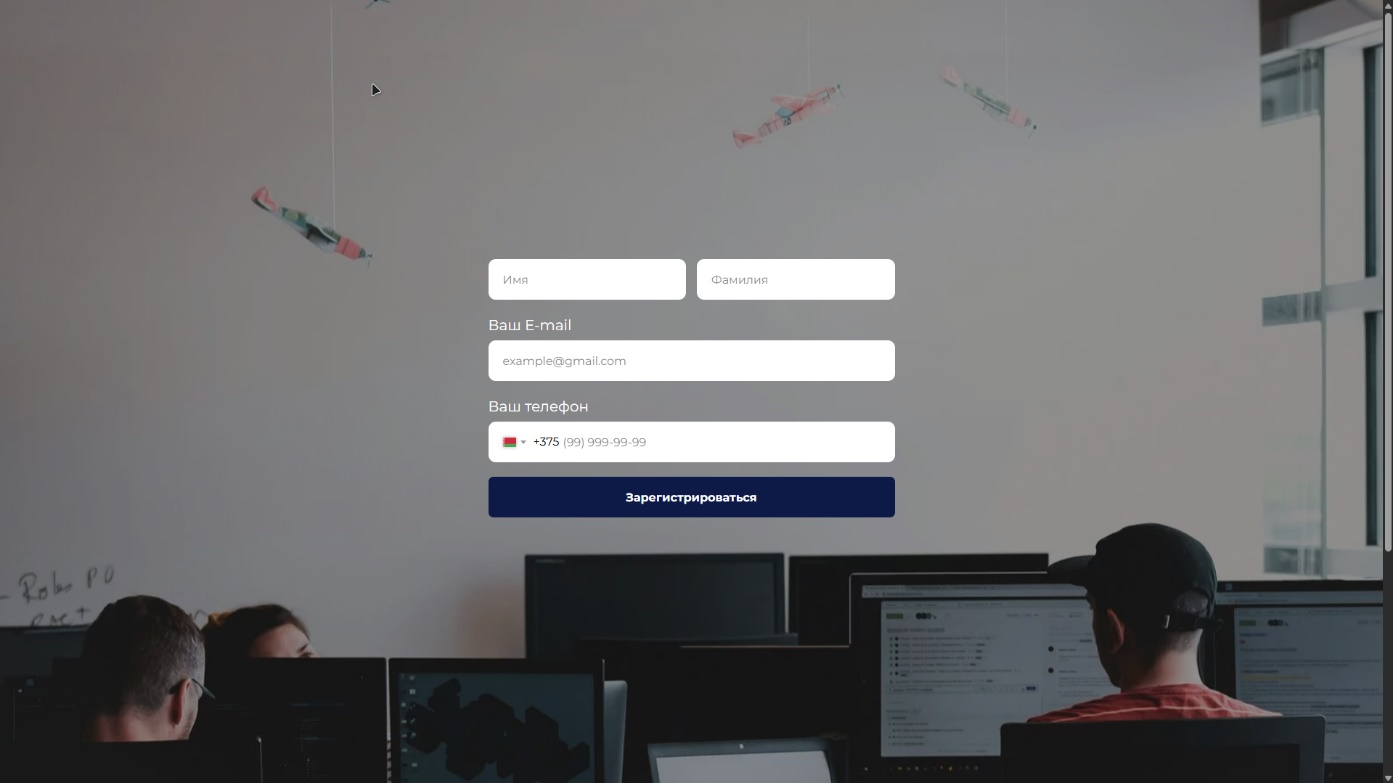 Имя
Фамилия
Ваш E-mail
example@gmail.com
Ваш телефон
+375 (99) 999-99-99
Зарегистрироваться